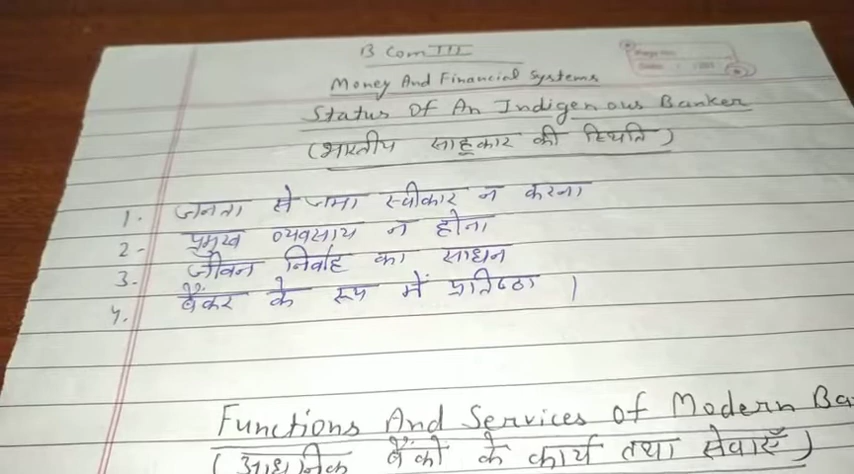 B Com III
Money And Financial Systems
Status Of An Indigenous Banker
(भारतीय साहूकार की स्थिति)
1. जनता से जमा स्वीकार न करना
2- प्रमुख व्यवसाय न होना
3. जीवन निर्वाह का साधन
4. बैंकर के रूप में प्रतिष्ठा ।
Functions And Services Of Modern Ba
(आधुनिक बैंकों के कार्य तथा सेवाएँ)